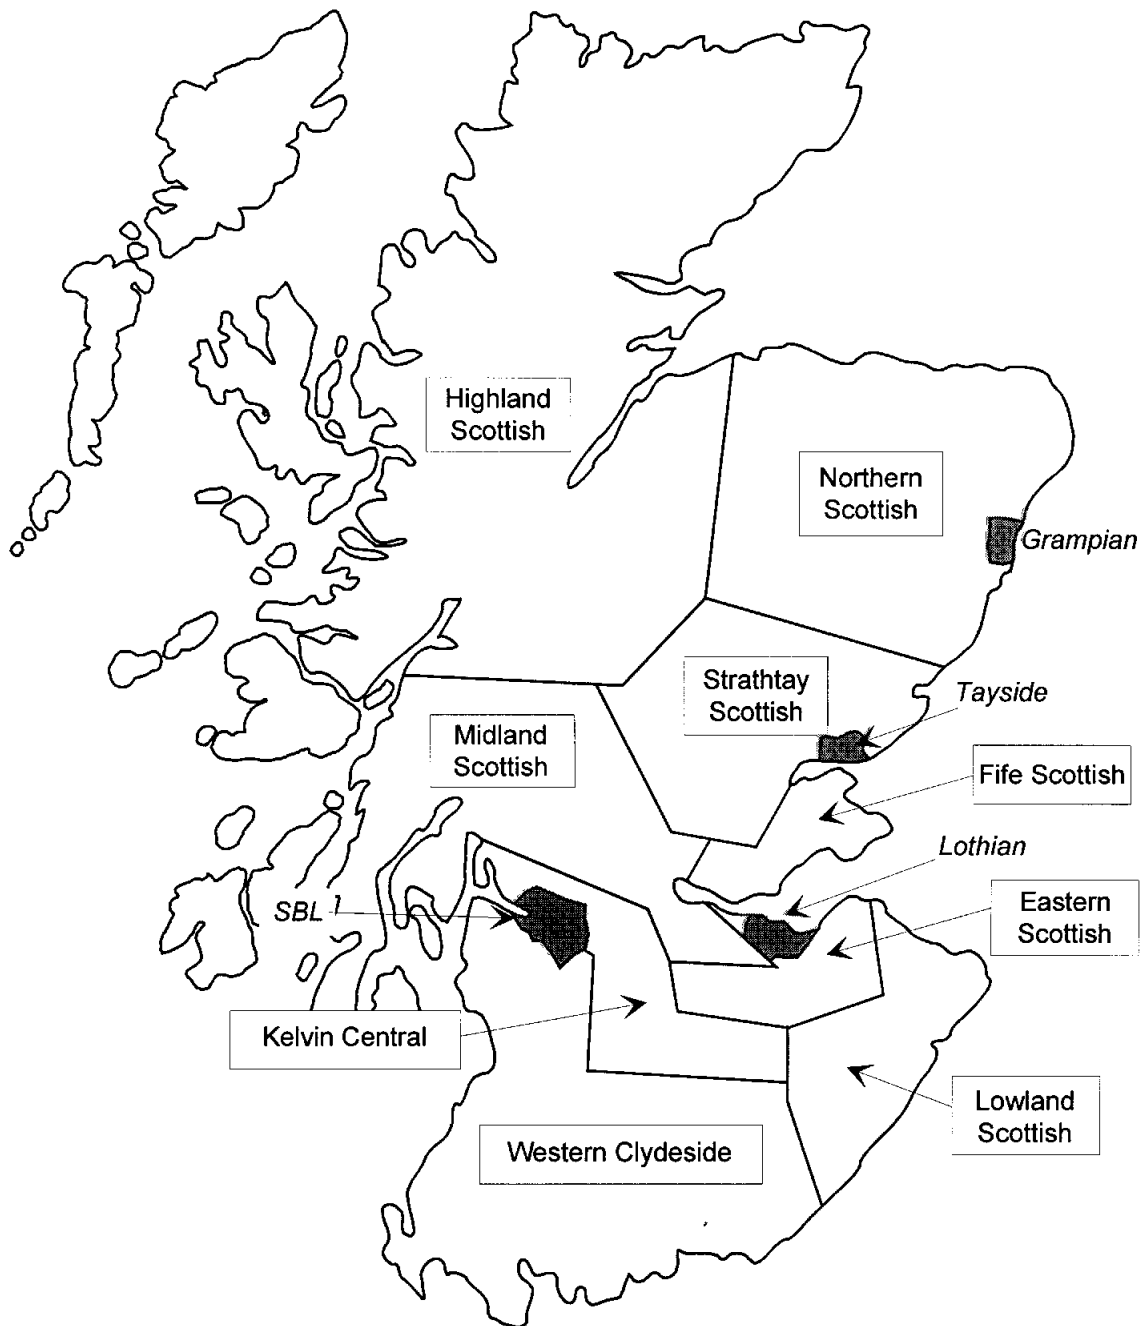 Highland
Scottish
Northern
Scottish
Grampian
Strathtay
Scottish
Tayside
Midland
Scottish
Fife Scottish
Lothian
SBL 1
Eastern
Scottish
Kelvin Central
Lowland
Scottish
Western Clydeside